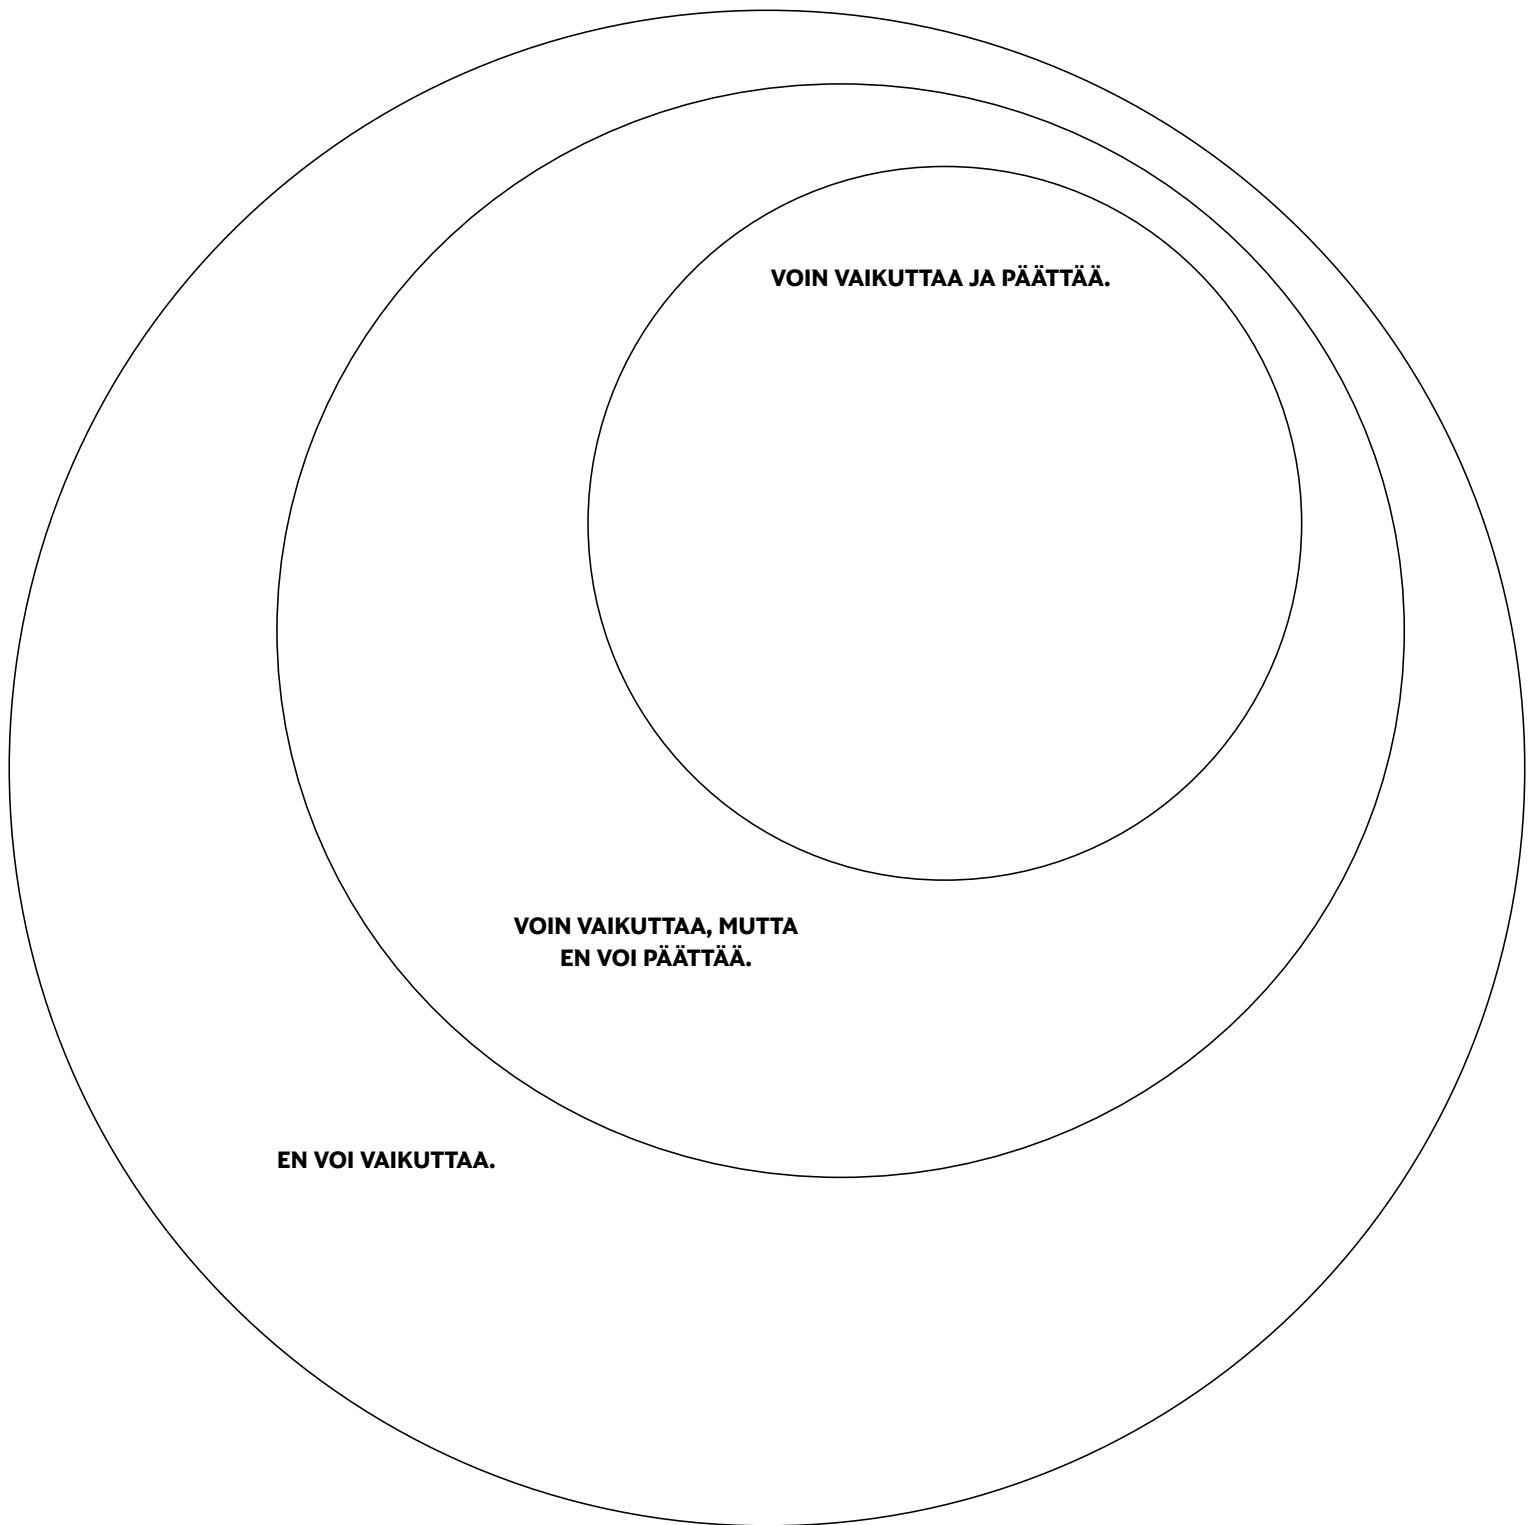 VOIN VAIKUTTAA JA PÄÄTTÄÄ.
VOIN VAIKUTTAA, MUTTA
EN VOI PÄÄTTÄÄ.
EN VOI VAIKUTTAA.